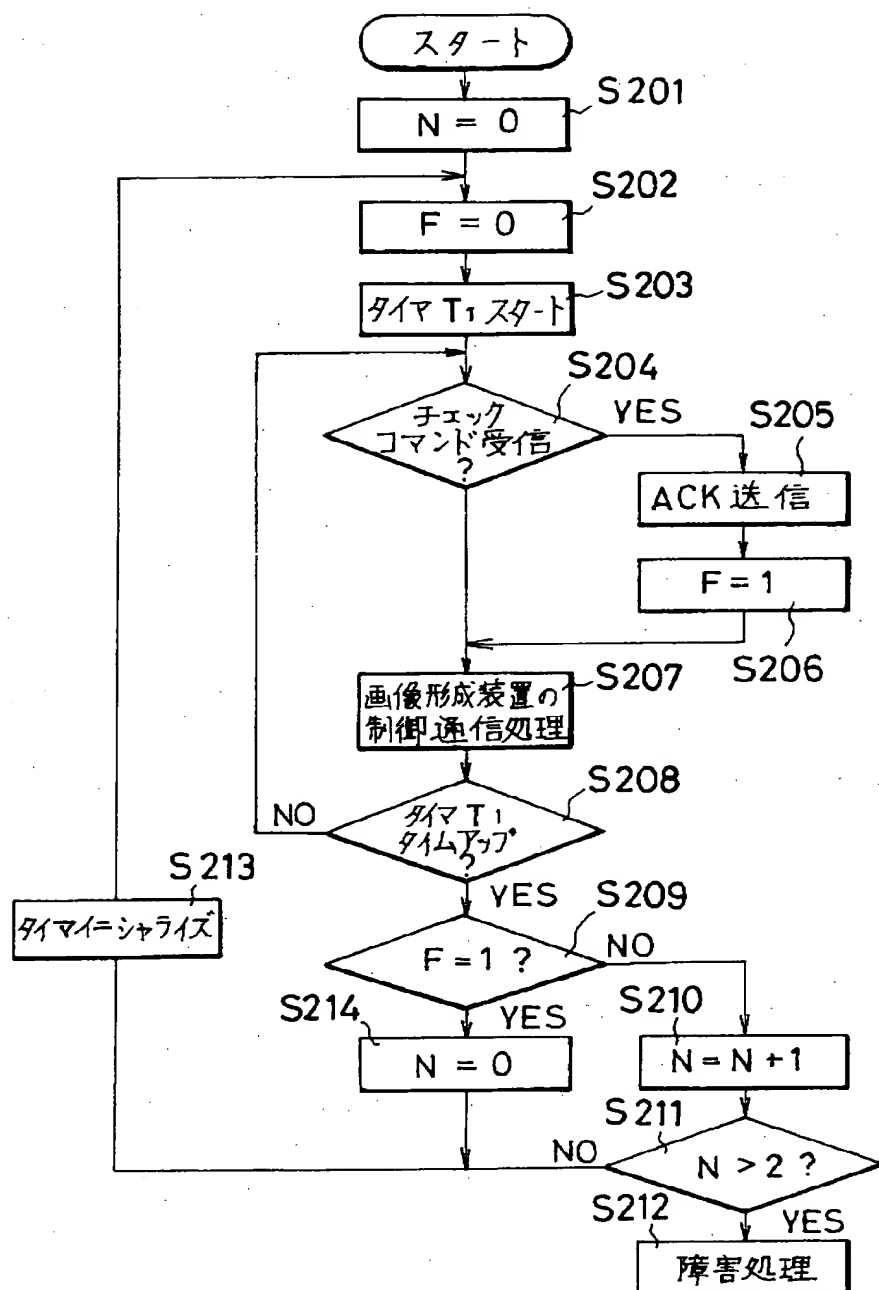 スタート
S201
N = 0
S202
F = 0
S203
タイマ T1 スタート
S204
チェック
コマンド受信
?
YES
S205
ACK 送信
F = 1
S206
S207
画像形成装置の
制御通信処理
S208
タイマ T1
タイムアップ
?
NO
YES
S213
タイマイニシャライズ
S209
F = 1 ?
NO
YES
S214
N = 0
S210
N = N + 1
S211
N > 2 ?
NO
YES
S212
障害処理